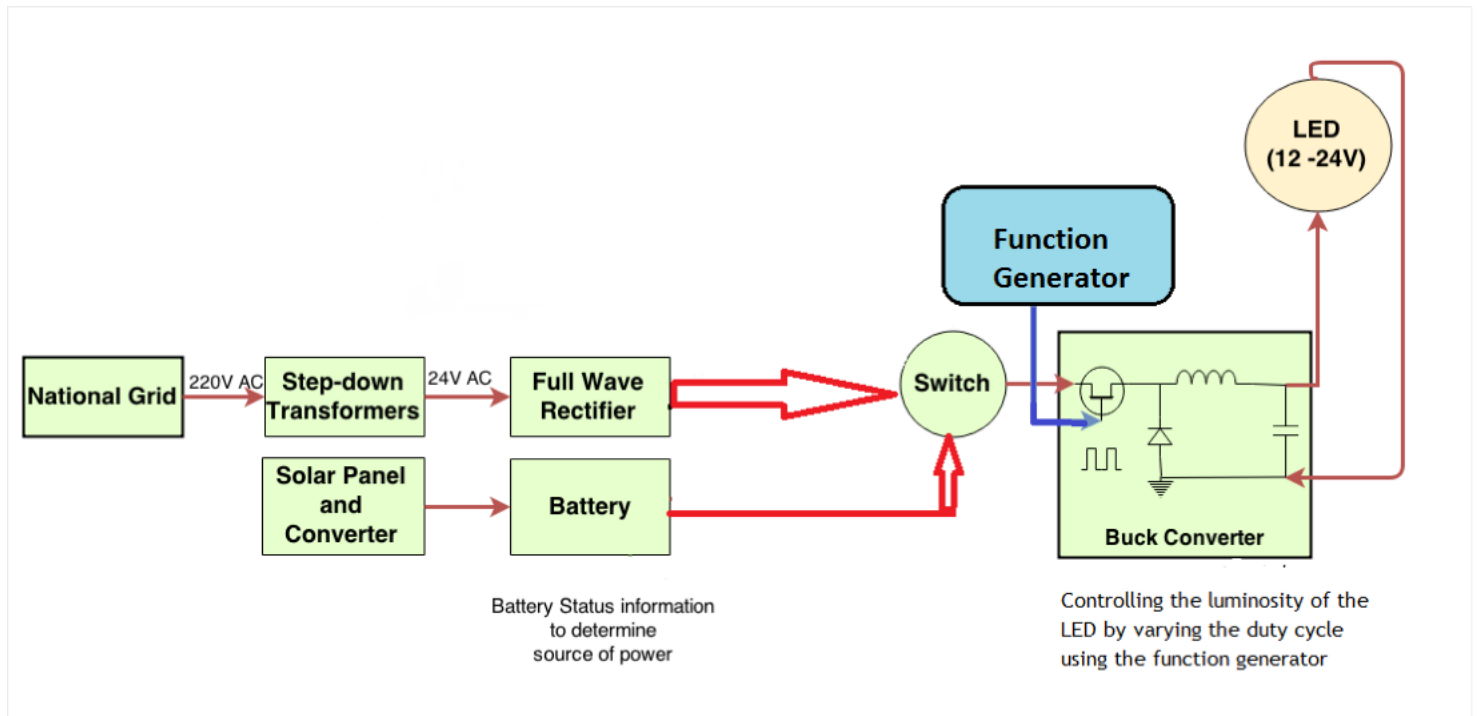 LED
(12 -24V)
Function
Generator
National Grid
220V AC
Step-down
Transformers
24V AC
Full Wave
Rectifier
Switch
Solar Panel
and
Converter
Battery
Buck Converter
Battery Status information
to determine
source of power
Controlling the luminosity of the
LED by varying the duty cycle
using the function generator